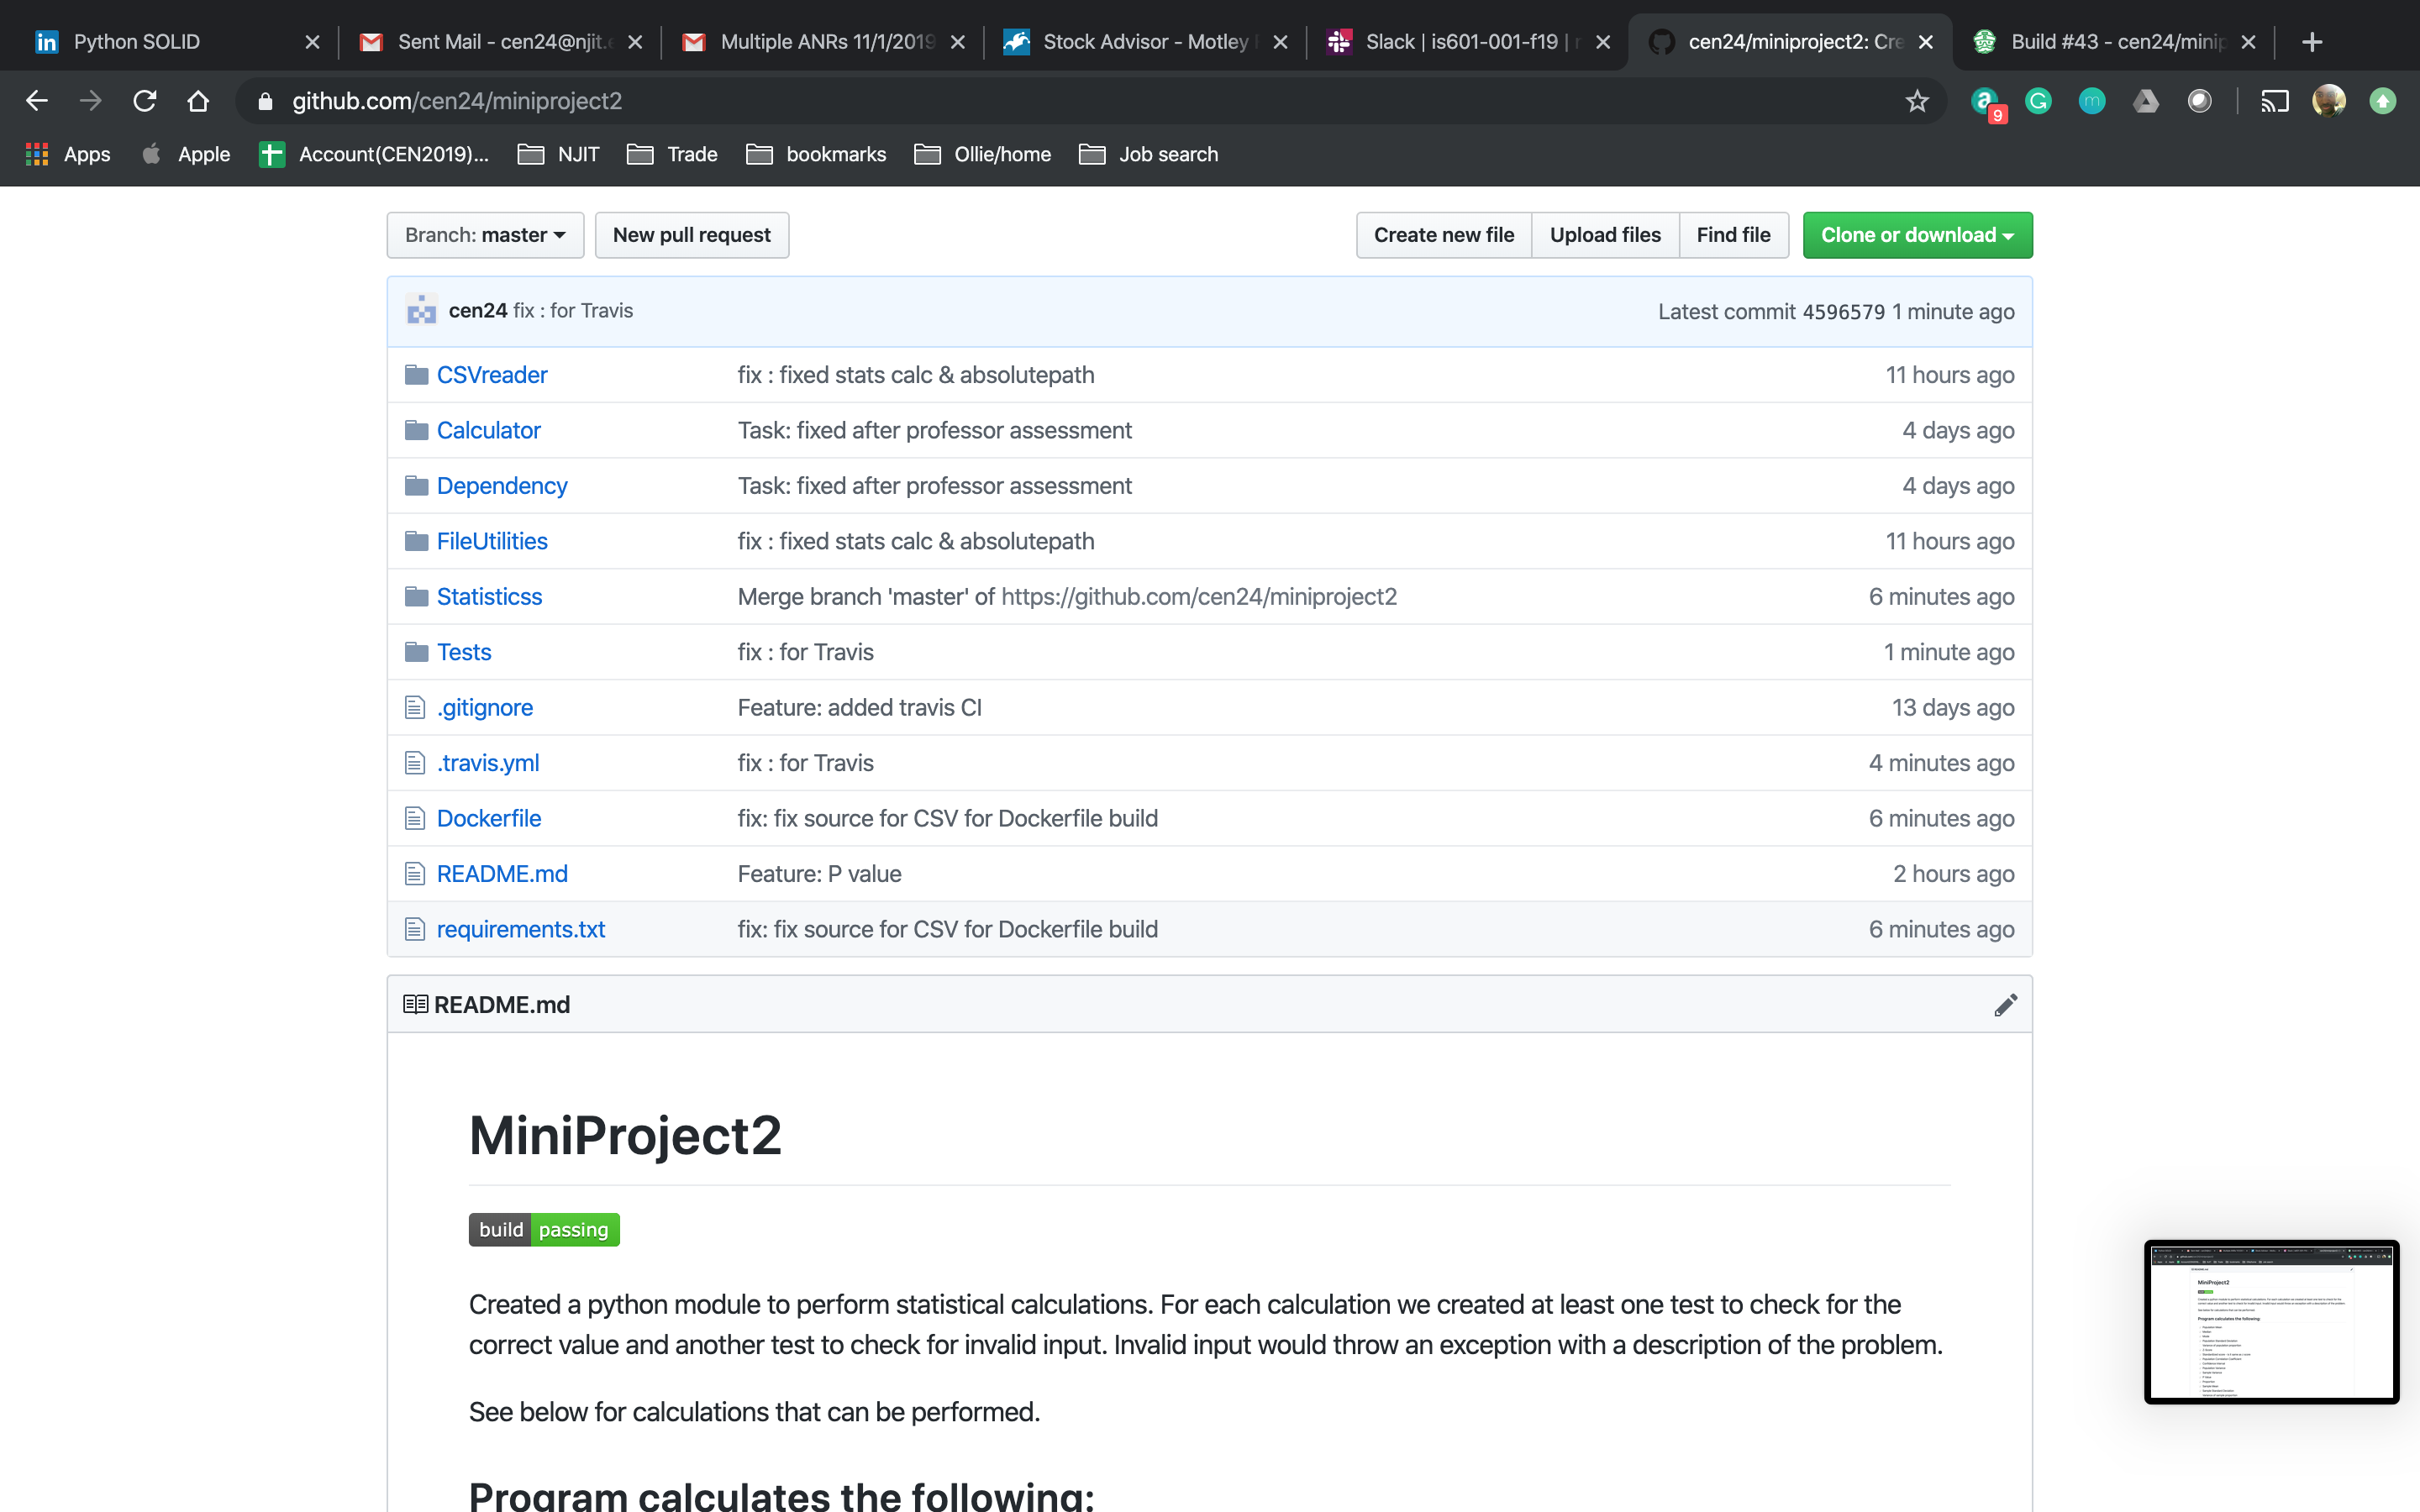 Python SOLID
Sent Mail - cen24@njit.e
Multiple ANRs 11/1/2019
Stock Advisor - Motley
Slack | is601-001-f19 |
cen24/miniproject2: Cre
Build #43 - cen24/minip
github.com/cen24/miniproject2
9
Apps Apple Account(CEN2019)... NJIT Trade bookmarks Ollie/home Job search
Branch: master New pull request Create new file Upload files Find file Clone or download
cen24 fix : for Travis Latest commit 4596579 1 minute ago
CSVreader fix : fixed stats calc & absolutepath 11 hours ago
Calculator Task: fixed after professor assessment 4 days ago
Dependency Task: fixed after professor assessment 4 days ago
FileUtilities fix : fixed stats calc & absolutepath 11 hours ago
Statisticss Merge branch 'master' of https://github.com/cen24/miniproject2 6 minutes ago
Tests fix : for Travis 1 minute ago
.gitignore Feature: added travis CI 13 days ago
.travis.yml fix : for Travis 4 minutes ago
Dockerfile fix: fix source for CSV for Dockerfile build 6 minutes ago
README.md Feature: P value 2 hours ago
requirements.txt fix: fix source for CSV for Dockerfile build 6 minutes ago
README.md
MiniProject2
build passing
Created a python module to perform statistical calculations. For each calculation we created at least one test to check for the
correct value and another test to check for invalid input. Invalid input would throw an exception with a description of the problem.
See below for calculations that can be performed.
Program calculates the following:
MiniProject2
Program calculates the following: